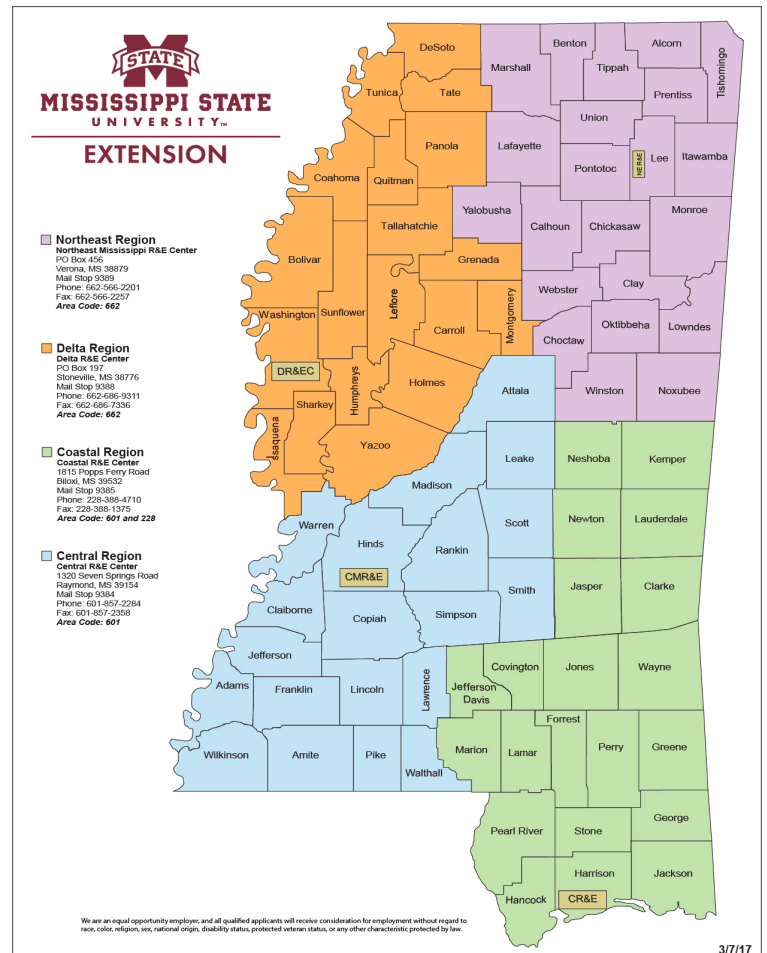 STATE
MISSISSIPPI STATE
UNIVERSITY™
EXTENSION
Northeast Region
Northeast Mississippi R&E Center
PO Box 456
Verona, MS 38879
Mail Stop 9389
Phone: 662-566-2201
Fax: 662-566-2257
Area Code: 662
Delta Region
Delta R&E Center
PO Box 197
Stoneville, MS 38776
Mail Stop 9388
Phone: 662-686-9311
Fax: 662-686-7336
Area Code: 662
Coastal Region
Coastal R&E Center
1815 Popps Ferry Road
Biloxi, MS 39532
Mail Stop 9385
Phone: 228-388-4710
Fax: 228-388-1375
Area Code: 601 and 228
Central Region
Central R&E Center
1320 Seven Springs Road
Raymond, MS 39154
Mail Stop 9384
Phone: 601-857-2284
Fax: 601-857-2358
Area Code: 601
DeSoto
Benton
Alcorn
Marshall
Tippah
Tishomingo
Tunica
Tate
Prentiss
Union
Panola
Lafayette
Pontotoc
NE R&E
Lee
Itawamba
Coahoma
Quitman
Yalobusha
Calhoun
Chickasaw
Monroe
Tallahatchie
Bolivar
Grenada
Webster
Clay
Washington
Sunflower
Leflore
Carroll
Montgomery
Choctaw
Oktibbeha
Lowndes
DR&EC
Humphreys
Holmes
Attala
Winston
Noxubee
Sharkey
Issaquena
Yazoo
Leake
Neshoba
Kemper
Madison
Warren
Hinds
Rankin
Scott
Newton
Lauderdale
CMR&E
Smith
Jasper
Clarke
Claiborne
Copiah
Simpson
Jefferson
Covington
Jones
Wayne
Adams
Franklin
Lincoln
Lawrence
Jefferson
Davis
Forrest
Wilkinson
Amite
Pike
Walthall
Marion
Lamar
Perry
Greene
Pearl River
Stone
George
Harrison
Jackson
Hancock
CR&E
We are an equal opportunity employer, and all qualified applicants will receive consideration for employment without regard to
race, color, religion, sex, national origin, disability status, protected veteran status, or any other characteristic protected by law.
3/7/17